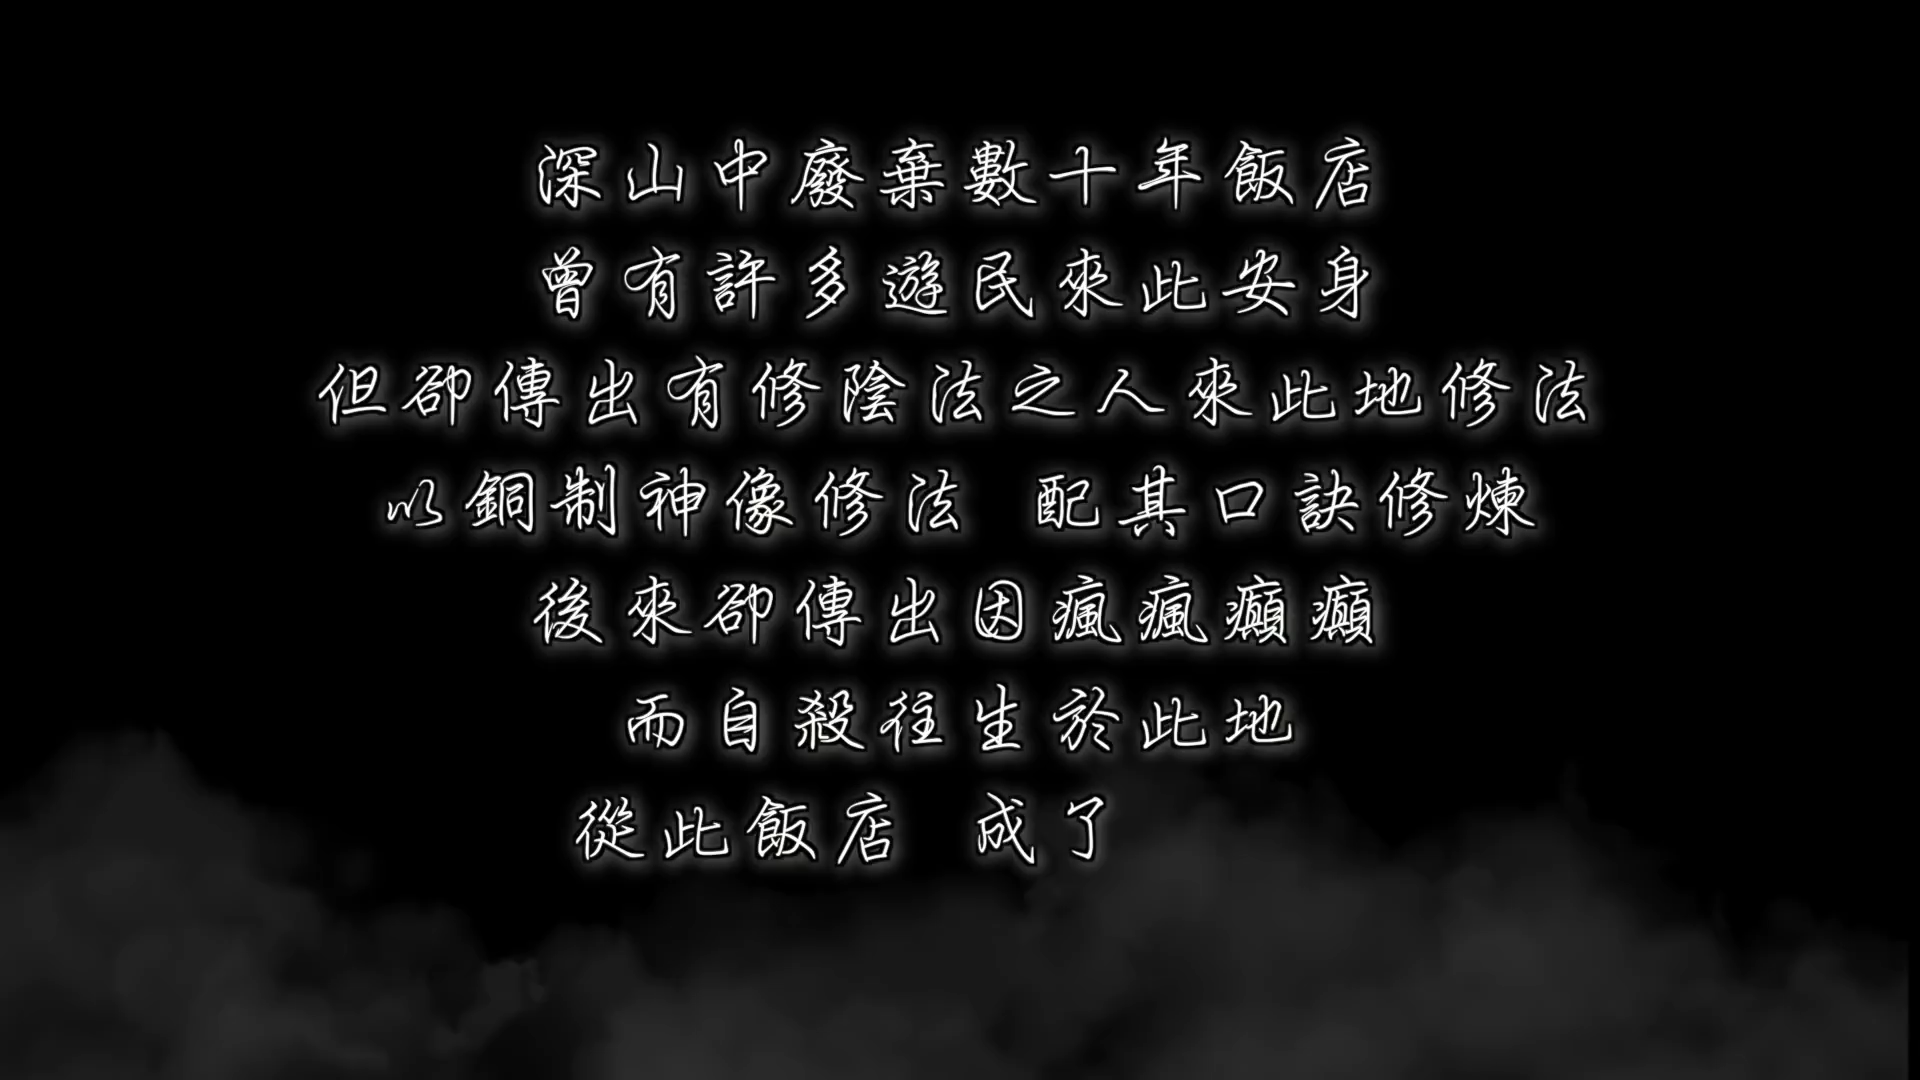 深山中廢棄數十年飯店
曾有許多遊民來此安身
但卻傳出有修陰法之人來此地修法
以銅制神像修法 配其口訣修煉
後來卻傳出因瘋瘋癲癲
而自殺往生於此地
從此飯店 成了